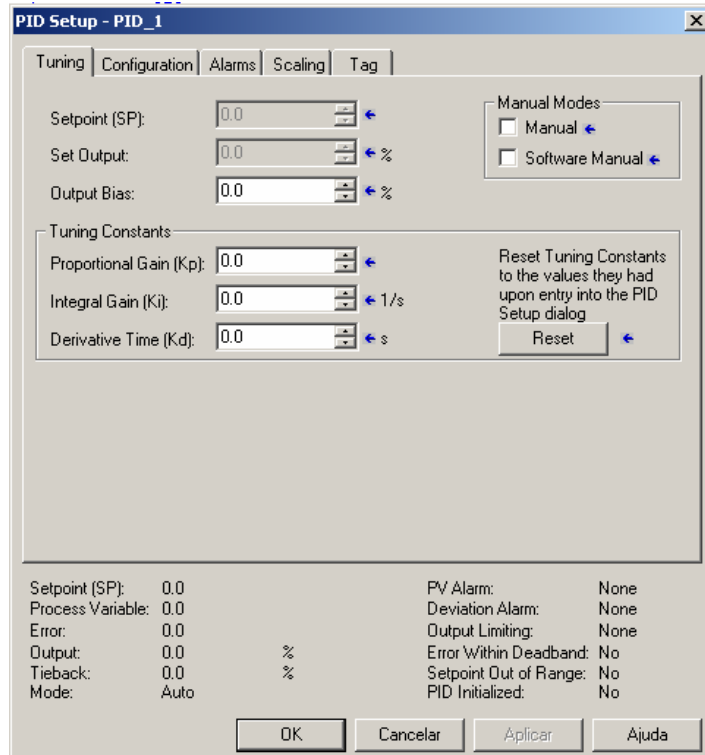 PID Setup - PID_1
Tuning Configuration Alarms Scaling Tag
Setpoint (SP): 0.0
Set Output: 0.0 %
Output Bias: 0.0 %
Manual Modes
Manual
Software Manual
Tuning Constants
Proportional Gain (Kp): 0.0
Integral Gain (Ki): 0.0 1/s
Derivative Time (Kd): 0.0 s
Reset Tuning Constants
to the values they had
upon entry into the PID
Setup dialog
Reset
Setpoint (SP): 0.0
Process Variable: 0.0
Error: 0.0
Output: 0.0 %
Tieback: 0.0 %
Mode: Auto
PV Alarm: None
Deviation Alarm: None
Output Limiting: None
Error Within Deadband: No
Setpoint Out of Range: No
PID Initialized: No
OK Cancelar Aplicar Ajuda